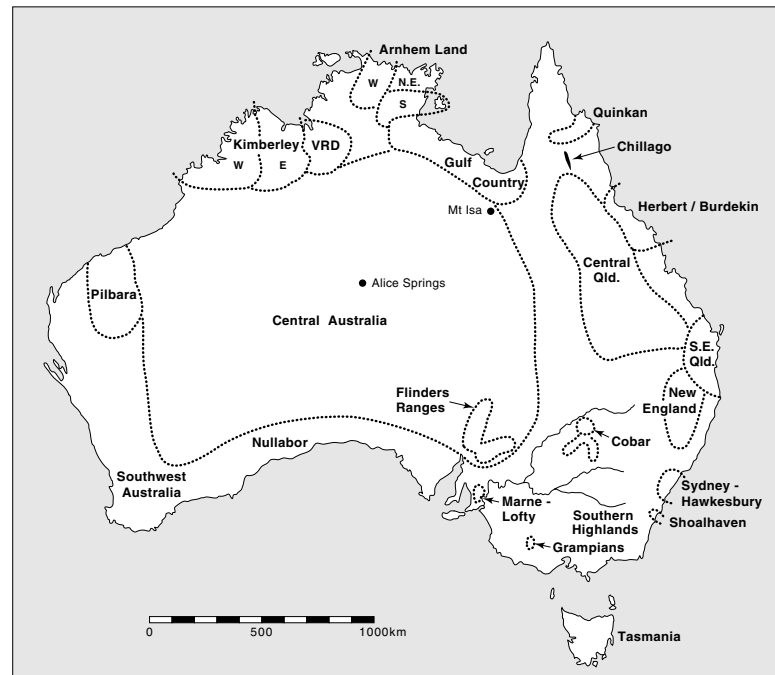 Arnhem Land
W
N.E.
S
Quinkan
Chillago
Kimberley
VRD
W
E
Gulf
Country
Herbert / Burdekin
Mt Isa
Central
Qld.
Alice Springs
Pilbara
Central Australia
S.E.
Qld.
Flinders
Ranges
New
England
Cobar
Nullabor
Southwest
Australia
Sydney -
Hawkesbury
Marne -
Lofty
Southern
Highlands
Shoalhaven
Grampians
0
500
1000km
Tasmania